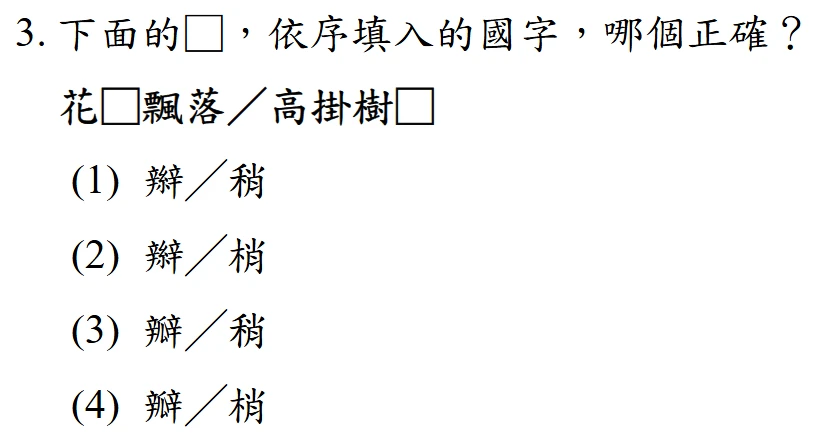 3. 下面的□，依序填入的國字，哪個正確？
花□飄落／高掛樹□
(1) 辮／稍
(2) 辮／梢
(3) 瓣／稍
(4) 瓣／梢